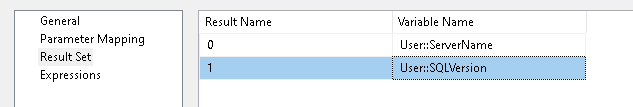 General
Parameter Mapping
Result Set
Expressions
Result Name Variable Name
0 User::ServerName
1 User::SQLVersion